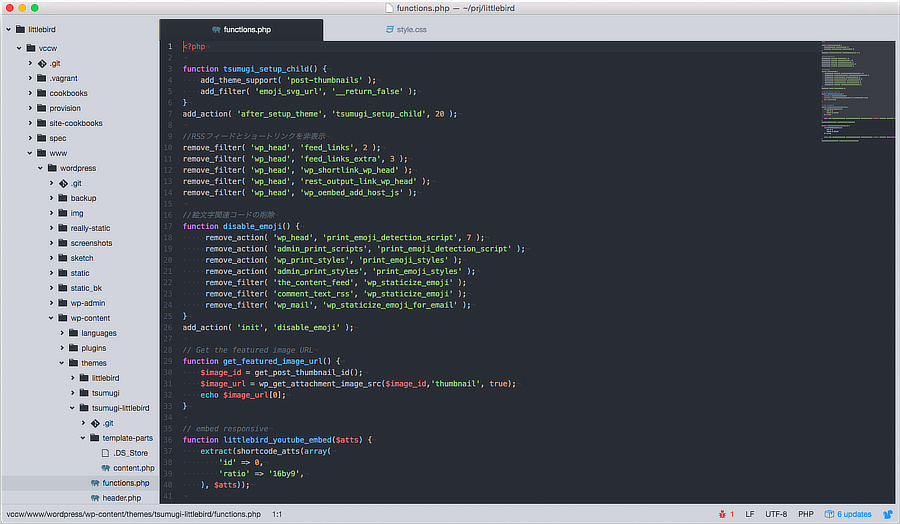 functions.php — ~/prj/littlebird
littlebird
vccw
.git
.vagrant
cookbooks
provision
site-cookbooks
spec
www
wordpress
.git
backup
img
really-static
screenshots
sketch
static
static_bk
wp-admin
wp-content
languages
plugins
themes
littlebird
tsumugi
tsumugi-littlebird
.git
template-parts
.DS_Store
content.php
functions.php
header.php
functions.php
style.css
1 <?php
2
3 function tsumugi_setup_child() {
4 add_theme_support( 'post-thumbnails' );
5 add_filter( 'emoji_svg_url', '__return_false' );
6 }
7 add_action( 'after_setup_theme', 'tsumugi_setup_child', 20 );
8
9 //RSSフィードとショートリンクを非表示
10 remove_filter( 'wp_head', 'feed_links', 2 );
11 remove_filter( 'wp_head', 'feed_links_extra', 3 );
12 remove_filter( 'wp_head', 'wp_shortlink_wp_head' );
13 remove_filter( 'wp_head', 'rest_output_link_wp_head' );
14 remove_filter( 'wp_head', 'wp_oembed_add_host_js' );
15
16 //絵文字関連コードの削除
17 function disable_emoji() {
18 remove_action( 'wp_head', 'print_emoji_detection_script', 7 );
19 remove_action( 'admin_print_scripts', 'print_emoji_detection_script' );
20 remove_action( 'wp_print_styles', 'print_emoji_styles' );
21 remove_action( 'admin_print_styles', 'print_emoji_styles' );
22 remove_filter( 'the_content_feed', 'wp_staticize_emoji' );
23 remove_filter( 'comment_text_rss', 'wp_staticize_emoji' );
24 remove_filter( 'wp_mail', 'wp_staticize_emoji_for_email' );
25 }
26 add_action( 'init', 'disable_emoji' );
27
28 // Get the featured image URL
29 function get_featured_image_url() {
30 $image_id = get_post_thumbnail_id();
31 $image_url = wp_get_attachment_image_src($image_id,'thumbnail', true);
32 echo $image_url[0];
33 }
34
35 // embed responsive
36 function littlebird_youtube_embed($atts) {
37 extract(shortcode_atts(array(
38 'id' => 0,
39 'ratio' => '16by9',
40 ), $atts));
41
vccw/www/wordpress/wp-content/themes/tsumugi-littlebird/functions.php 1:1
1 LF UTF-8 PHP 6 updates